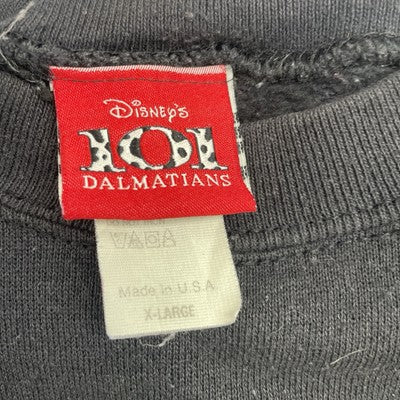 Disney's
101
DALMATIANS
Made in U.S.A
X-LARGE